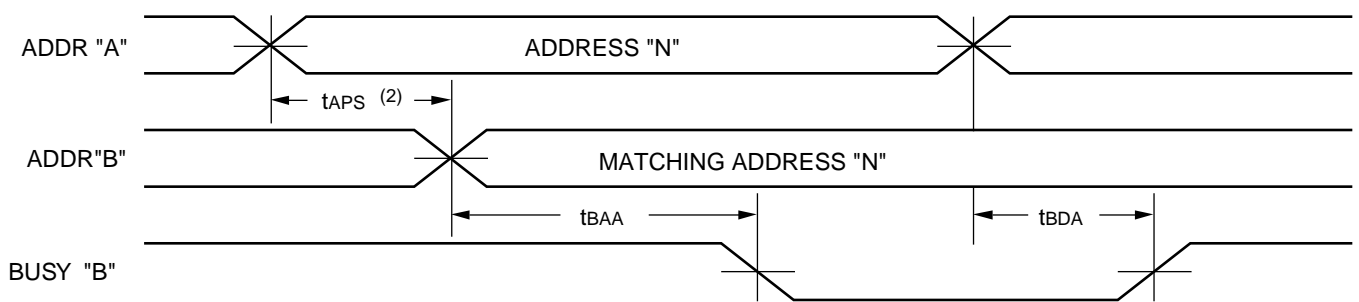 ADDR "A" ADDRESS "N"
tAPS (2)
ADDR"B" MATCHING ADDRESS "N"
tBAA tBDA
BUSY "B"